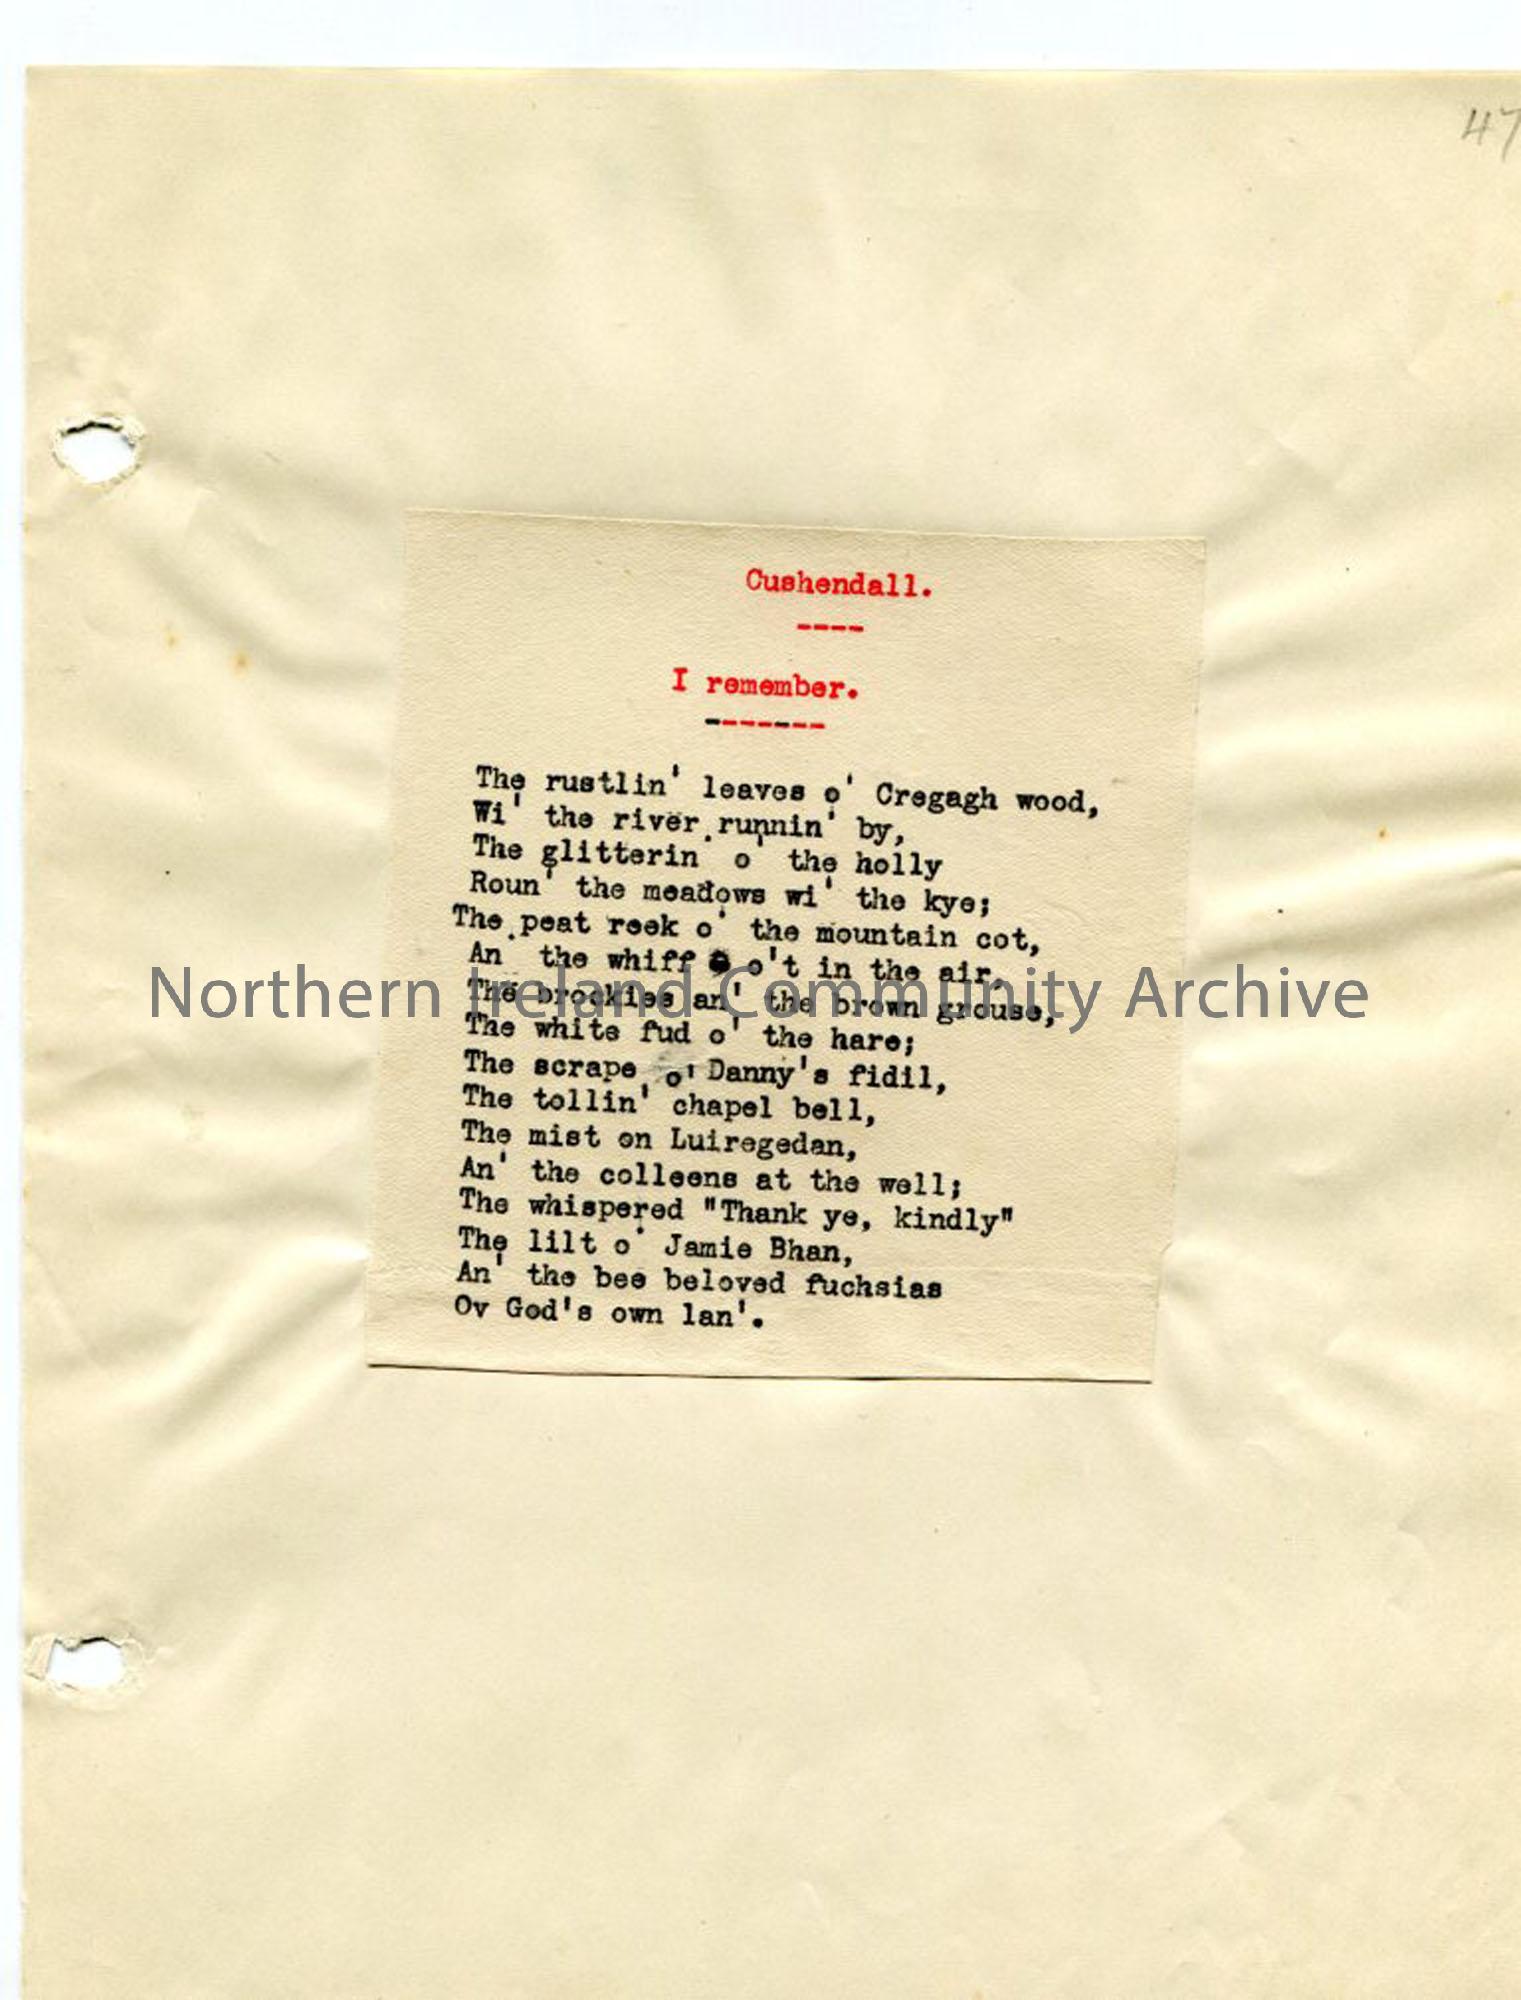 47
Cushendall.
----
I remember.
-------
The rustlin' leaves o' Cregagh wood,
Wi' the river runnin' by,
The glitterin' o' the holly
Roun' the meadows wi' the kye;
The peat reek o' the mountain cot,
An' the whiff o't in the air,
Northern Ireland Community Archive
The brockies an' the brown grouse,
The white fud o' the hare;
The scrape o' Danny's fidil,
The tollin' chapel bell,
The mist on Luiregedan,
An' the colleens at the well;
The whispered "Thank ye, kindly"
The lilt o' Jamie Bhan,
An' the bee beloved fuchsias
Ov God's own lan'.